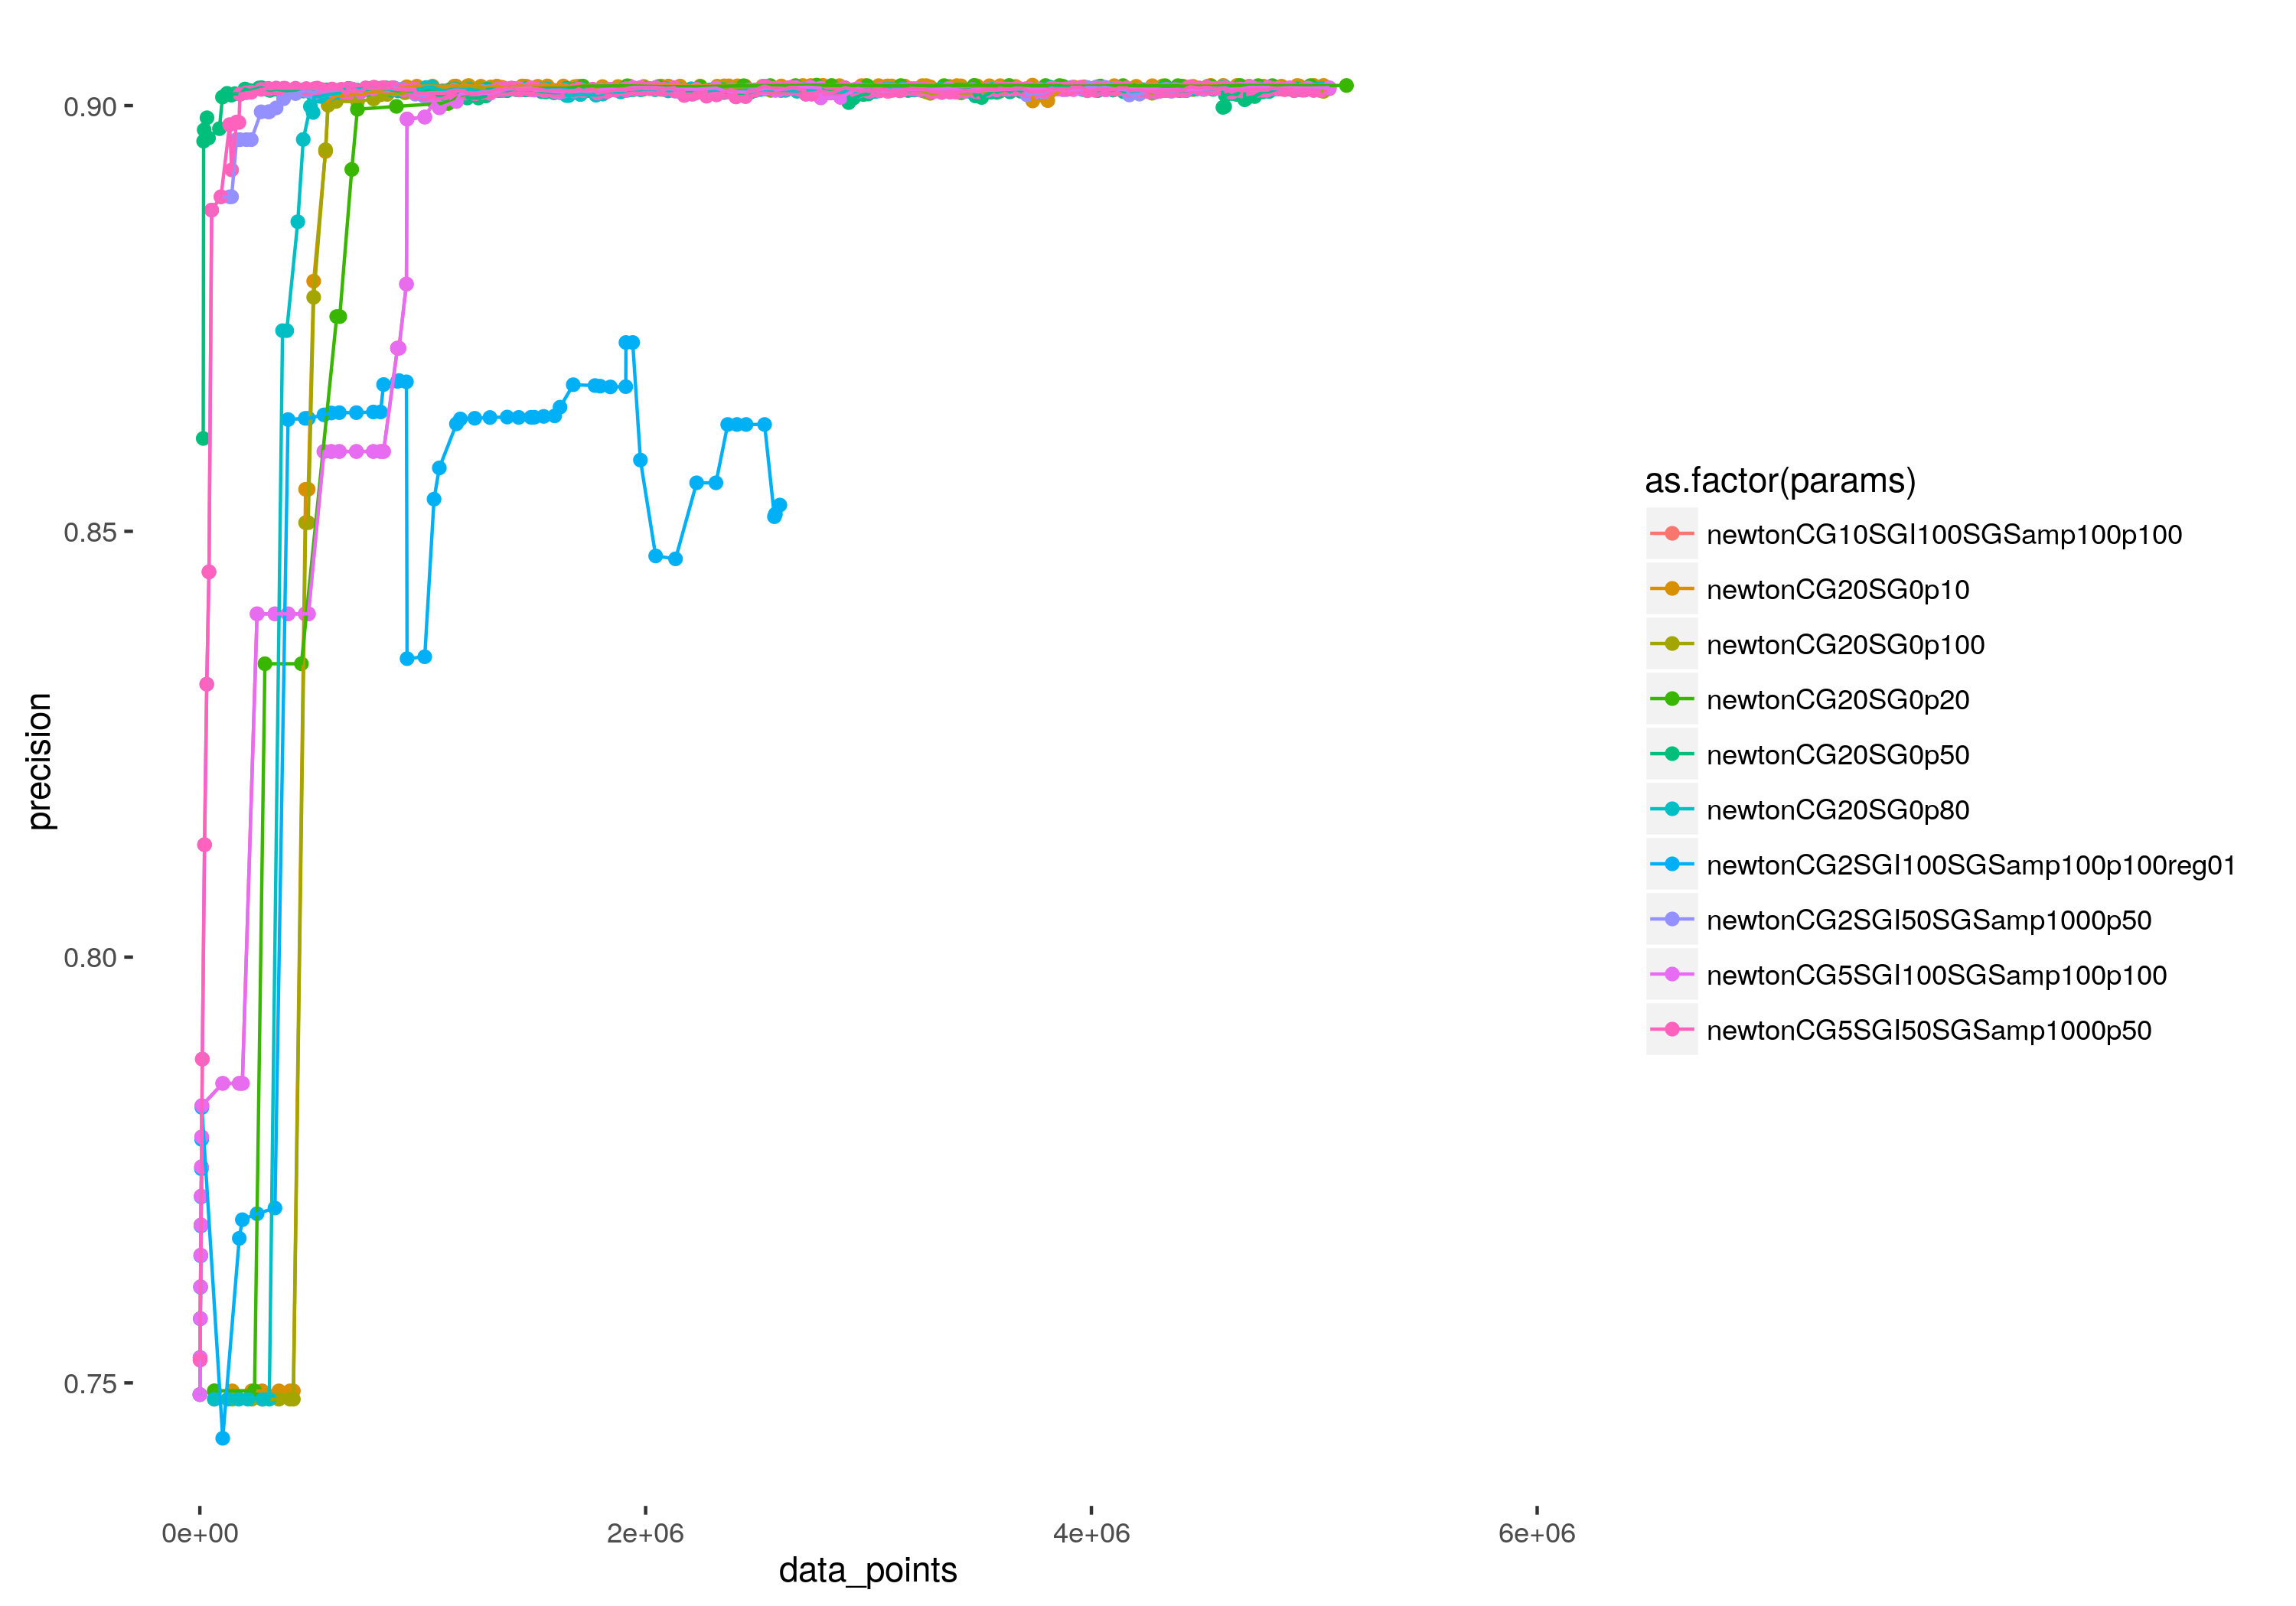 0.90
0.85
0.80
0.75
precision
0e+00
2e+06
4e+06
6e+06
data_points
as.factor(params)
newtonCG10SGI100SGSamp100p100
newtonCG20SG0p10
newtonCG20SG0p100
newtonCG20SG0p20
newtonCG20SG0p50
newtonCG20SG0p80
newtonCG2SGI100SGSamp100p100reg01
newtonCG2SGI50SGSamp1000p50
newtonCG5SGI100SGSamp100p100
newtonCG5SGI50SGSamp1000p50